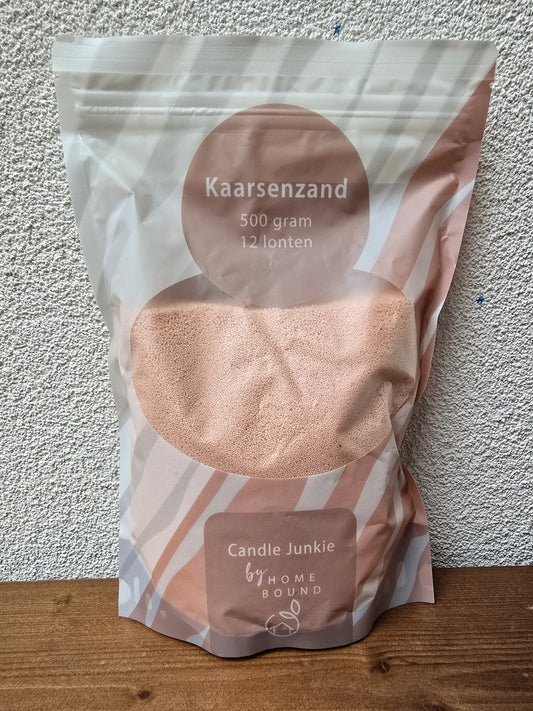 Kaarsenzand
500 gram
12 lonten
Candle Junkie
by HOME
BOUND